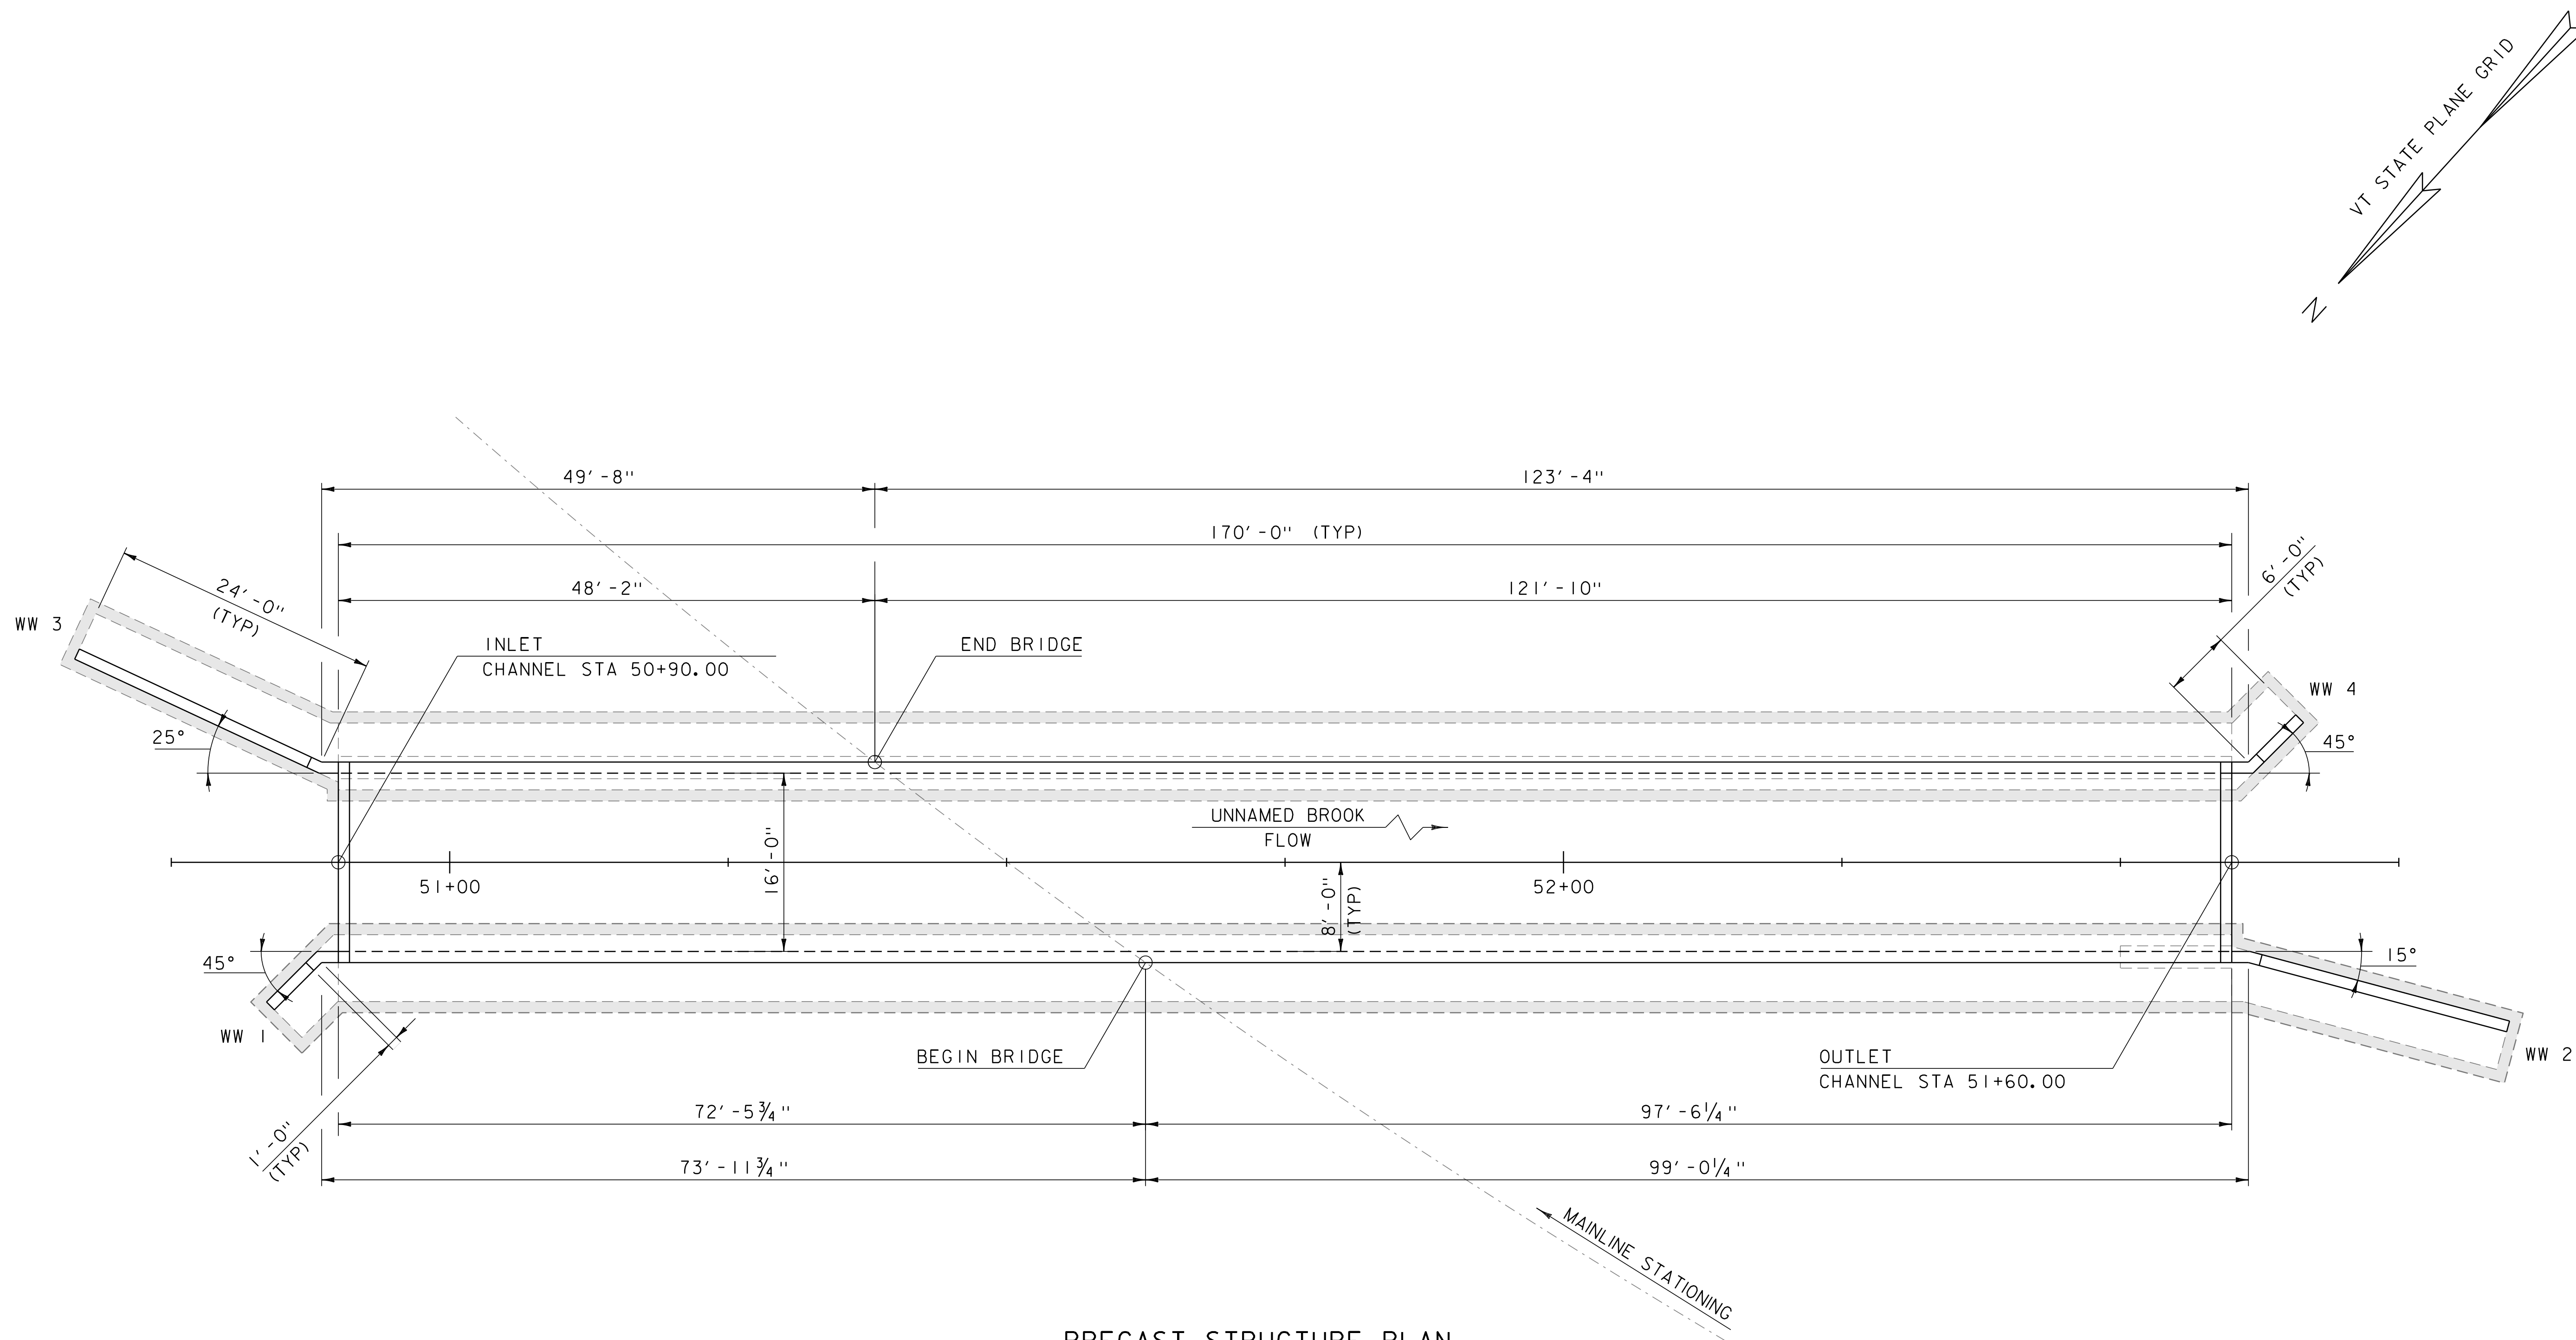 VT STATE PLANE GRID
N
49'-8"
123'-4"
170'-0" (TYP)
48'-2"
121'-10"
6'-0"
(TYP)
24'-0"
(TYP)
WW 3
INLET
CHANNEL STA 50+90.00
END BRIDGE
WW 4
25°
45°
UNNAMED BROOK
FLOW
16'-0"
8'-0"
(TYP)
51+00
52+00
45°
15°
WW 1
BEGIN BRIDGE
OUTLET
CHANNEL STA 51+60.00
WW 2
1'-0"
(TYP)
72'-5¾"
97'-6¼"
73'-11¾"
99'-0¼"
MAINLINE STATIONING
PRECAST STRUCTURE PLAN